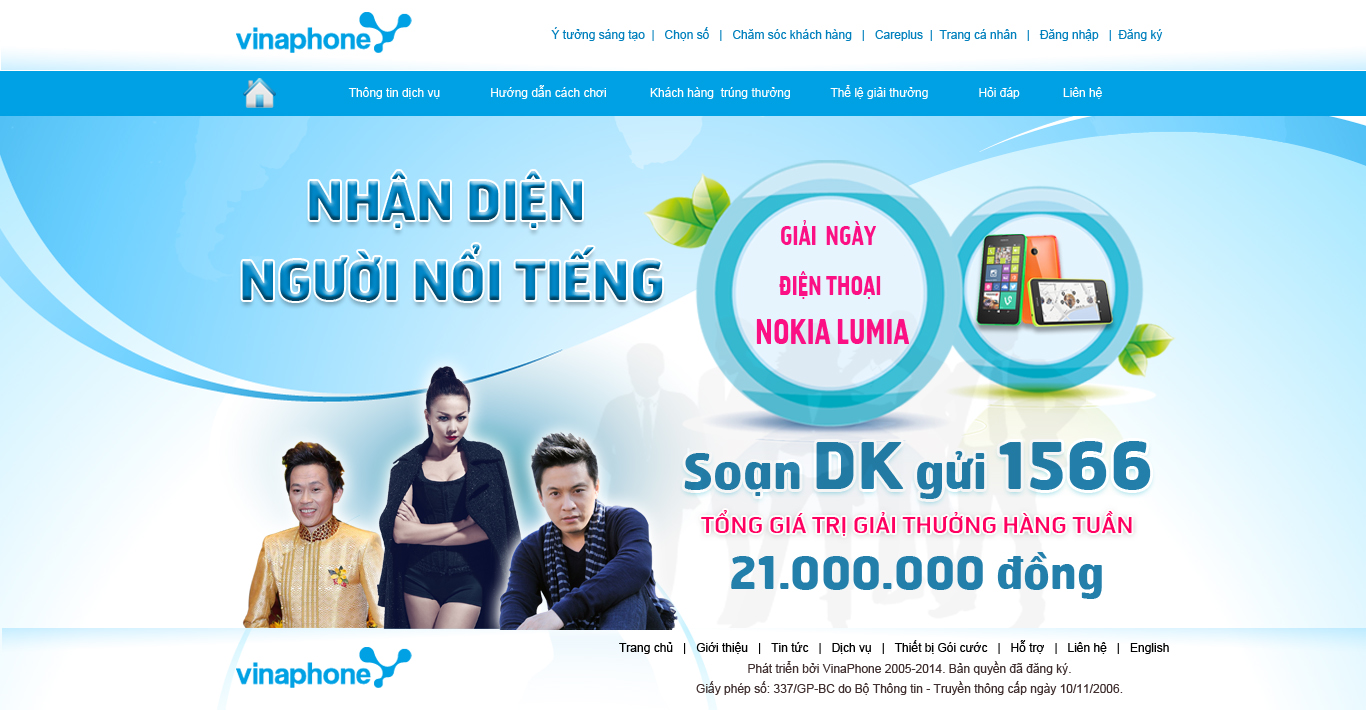 vinaphone
Ý tưởng sáng tạo | Chọn số | Chăm sóc khách hàng | Careplus | Trang cá nhân | Đăng nhập | Đăng ký
Thông tin dịch vụ Hướng dẫn cách chơi Khách hàng trúng thưởng Thể lệ giải thưởng Hỏi đáp Liên hệ
NHẬN DIỆN
NGƯỜI NỔI TIẾNG
GIẢI NGÀY
ĐIỆN THOẠI
NOKIA LUMIA
Soạn DK gửi 1566
TỔNG GIÁ TRỊ GIẢI THƯỞNG HÀNG TUẦN
21.000.000 đồng
vinaphone
Trang chủ | Giới thiệu | Tin tức | Dịch vụ | Thiết bị Gói cước | Hỗ trợ | Liên hệ | English
Phát triển bởi VinaPhone 2005-2014. Bản quyền đã đăng ký.
Giấy phép số: 337/GP-BC do Bộ Thông tin - Truyền thông cấp ngày 10/11/2006.